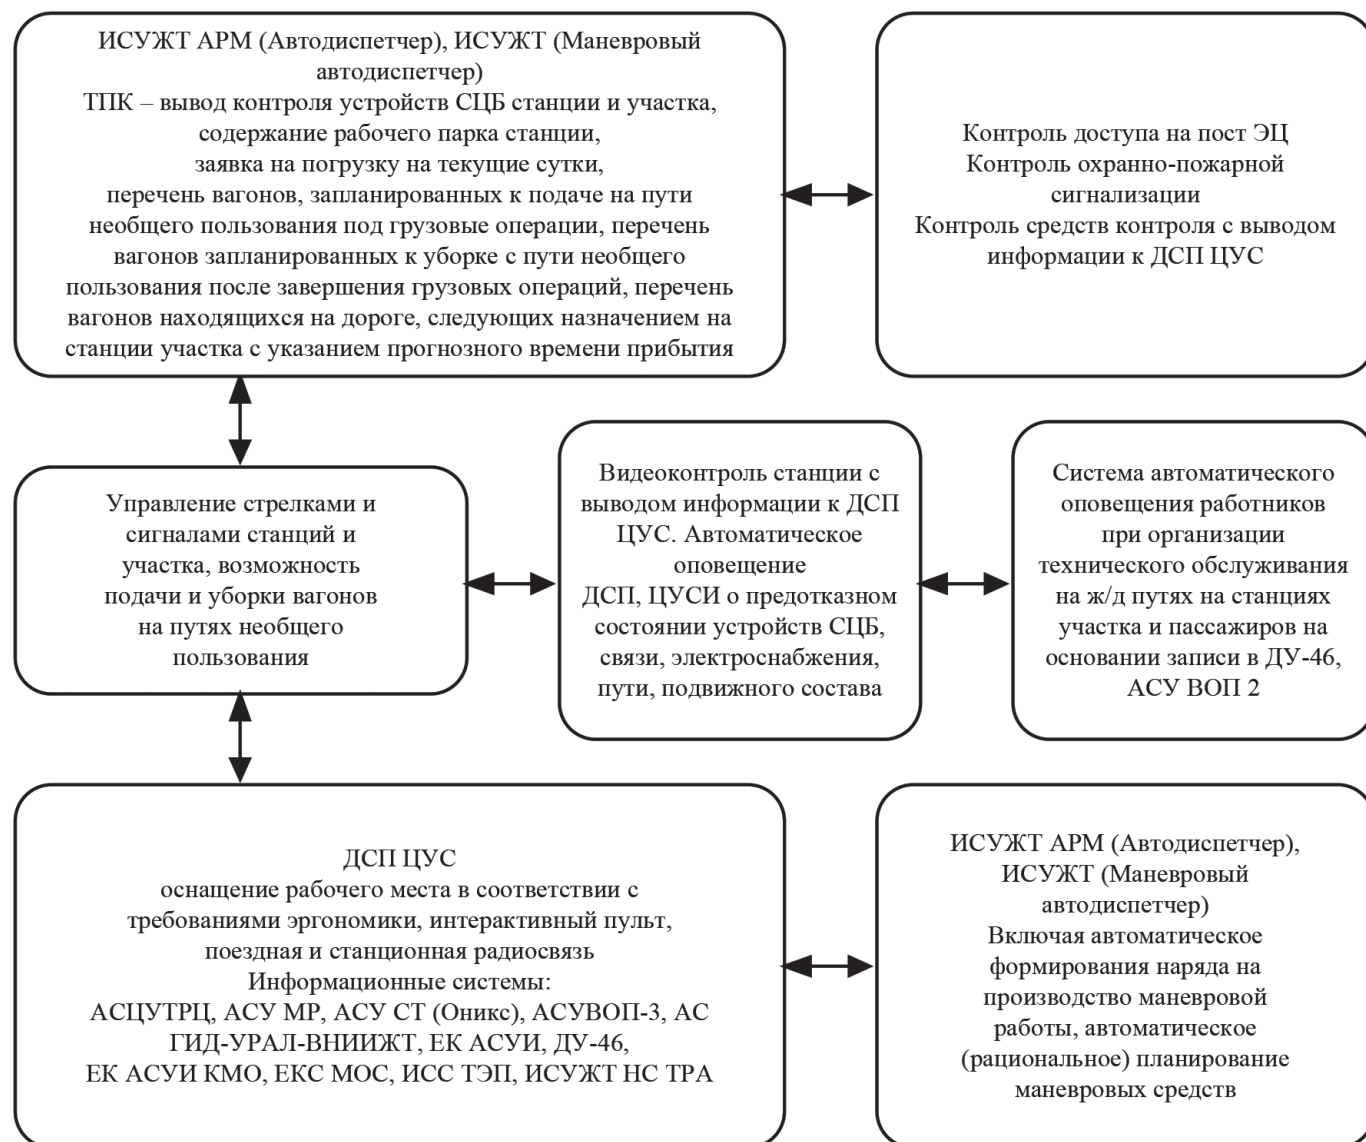 ИСУЖТ АРМ (Автодиспетчер), ИСУЖТ (Маневровый
автодиспетчер)
ТПК – вывод контроля устройств СЦБ станции и участка,
содержание рабочего парка станции,
заявка на погрузку на текущие сутки,
перечень вагонов, запланированных к подаче на пути
необщего пользования под грузовые операции, перечень
вагонов запланированных к уборке с пути необщего
пользования после завершения грузовых операций, перечень
вагонов находящихся на дороге, следующих назначением на
станции участка с указанием прогнозного времени прибытия
Контроль доступа на пост ЭЦ
Контроль охранно-пожарной
сигнализации
Контроль средств контроля с выводом
информации к ДСП ЦУС
Управление стрелками и
сигналами станций и
участка, возможность
подачи и уборки вагонов
на путях необщего
пользования
Видеоконтроль станции с
выводом информации к ДСП
ЦУС. Автоматическое
оповещение
ДСП, ЦУСИ о предотказном
состоянии устройств СЦБ,
связи, электроснабжения,
пути, подвижного состава
Система автоматического
оповещения работников
при организации
технического обслуживания
на ж/д путях на станциях
участка и пассажиров на
основании записи в ДУ-46,
АСУ ВОП 2
ДСП ЦУС
оснащение рабочего места в соответствии с
требованиями эргономики, интерактивный пульт,
поездная и станционная радиосвязь
Информационные системы:
АСЦУТРЦ, АСУ МР, АСУ СТ (Оникс), АСУВОП-3, АС
ГИД-УРАЛ-ВНИИЖТ, ЕК АСУИ, ДУ-46,
ЕК АСУИ КМО, ЕКС МОС, ИСС ТЭП, ИСУЖТ НС ТРА
ИСУЖТ АРМ (Автодиспетчер),
ИСУЖТ (Маневровый
автодиспетчер)
Включая автоматическое
формирования наряда на
производство маневровой
работы, автоматическое
(рациональное) планирование
маневровых средств